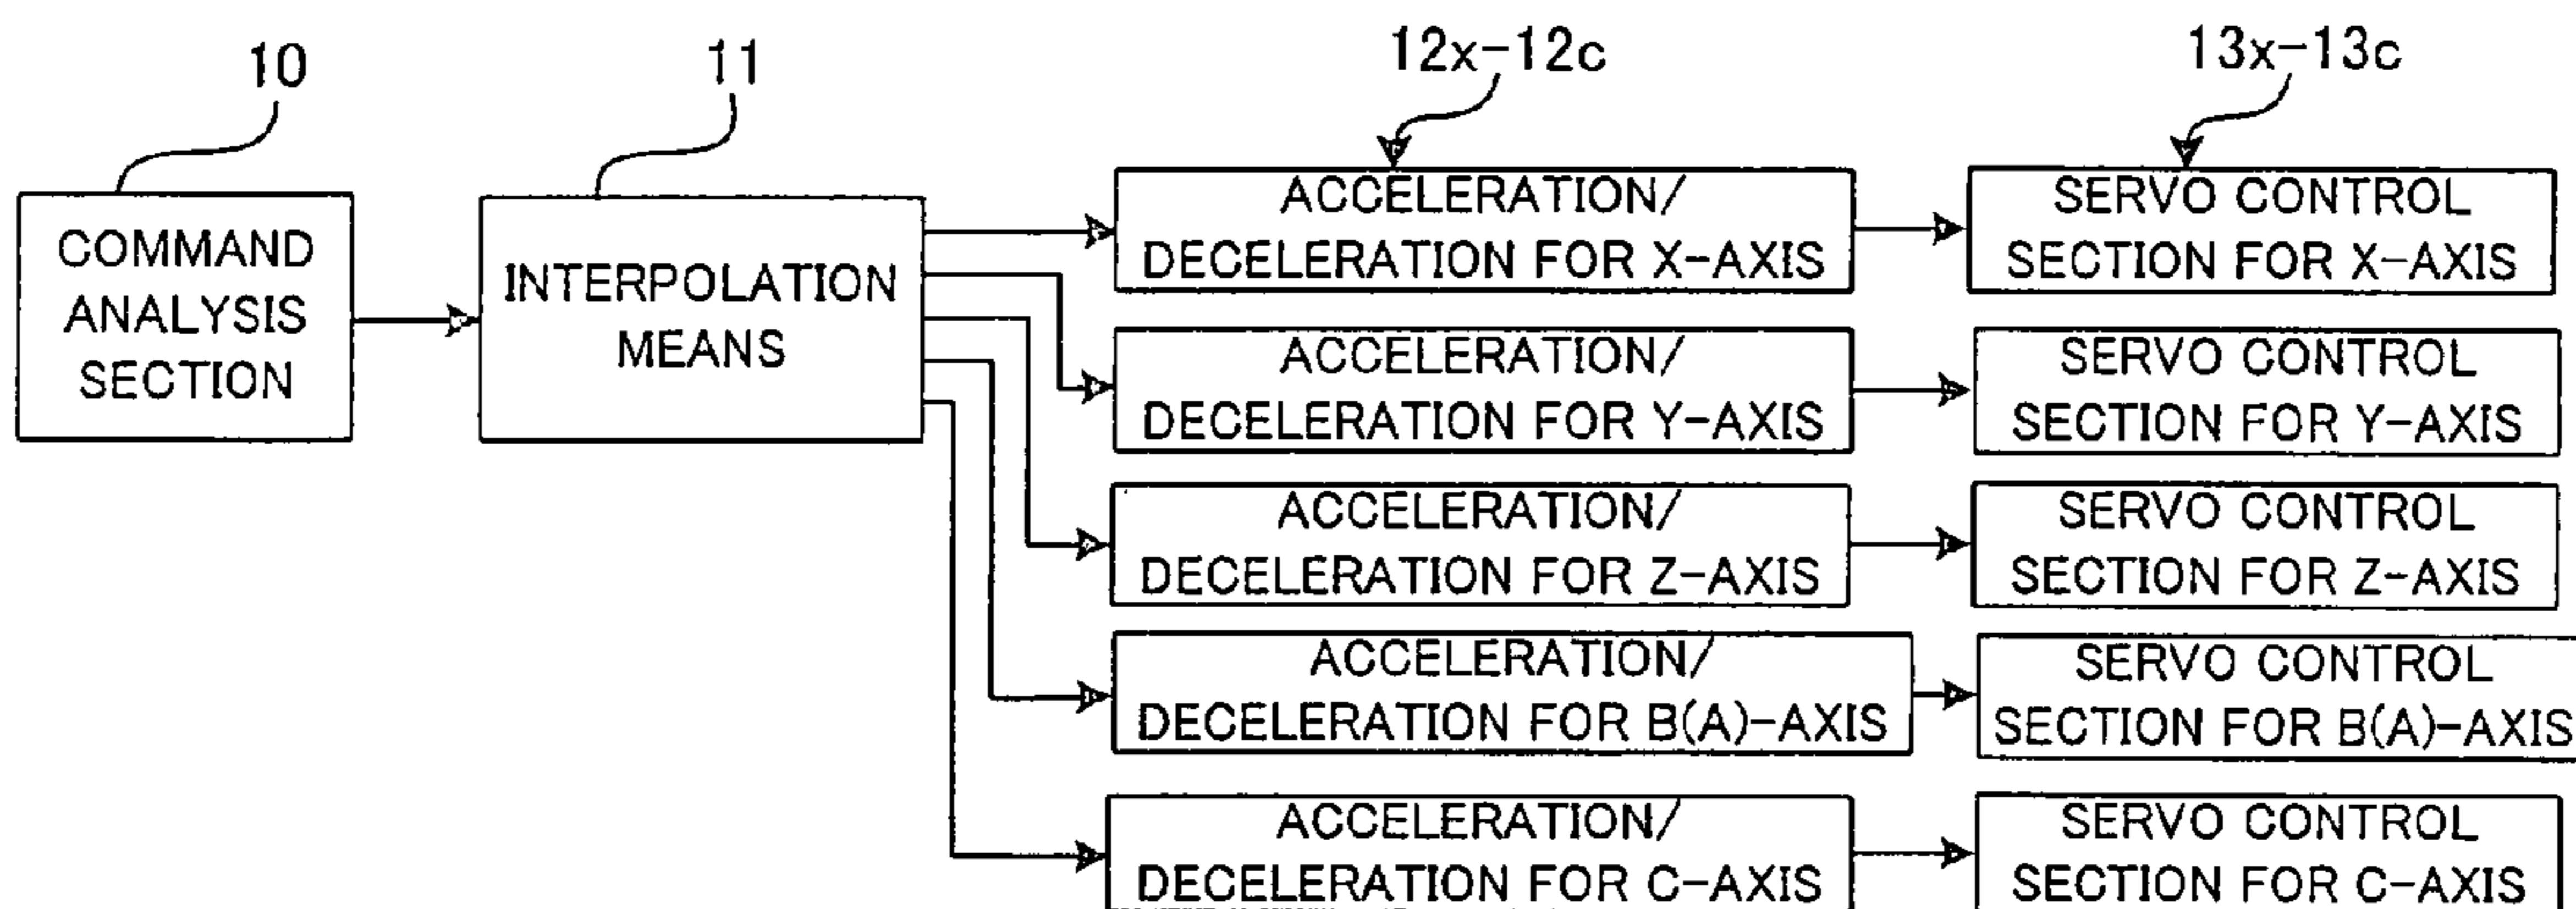 10
11
12x-12c
13x-13c
COMMAND
ANALYSIS
SECTION
INTERPOLATION
MEANS
ACCELERATION/
DECELERATION FOR X-AXIS
SERVO CONTROL
SECTION FOR X-AXIS
ACCELERATION/
DECELERATION FOR Y-AXIS
SERVO CONTROL
SECTION FOR Y-AXIS
ACCELERATION/
DECELERATION FOR Z-AXIS
SERVO CONTROL
SECTION FOR Z-AXIS
ACCELERATION/
DECELERATION FOR B(A)-AXIS
SERVO CONTROL
SECTION FOR B(A)-AXIS
ACCELERATION/
DECELERATION FOR C-AXIS
SERVO CONTROL
SECTION FOR C-AXIS